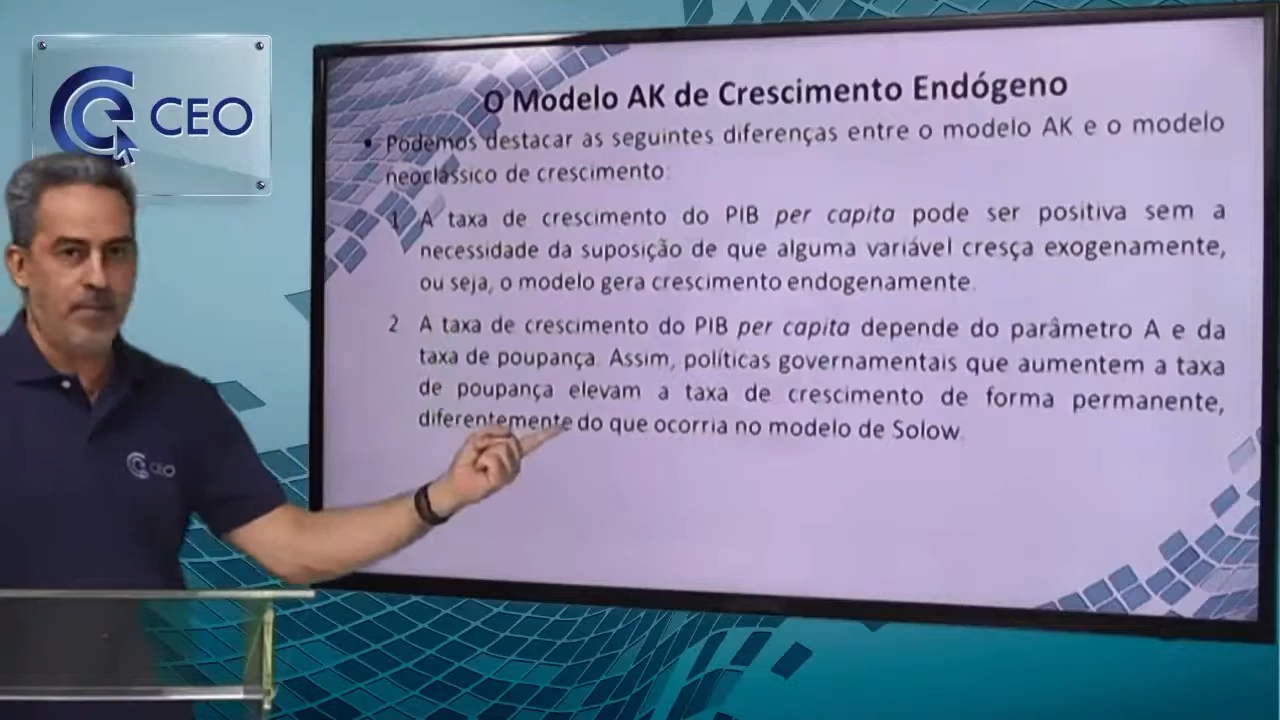 CEO
O Modelo AK de Crescimento Endógeno
• Podemos destacar as seguintes diferenças entre o modelo AK e o modelo
neoclássico de crescimento:
1 A taxa de crescimento do PIB per capita pode ser positiva sem a
necessidade da suposição de que alguma variável cresça exogenamente,
ou seja, o modelo gera crescimento endogenamente.
2 A taxa de crescimento do PIB per capita depende do parâmetro A e da
taxa de poupança. Assim, políticas governamentais que aumentem a taxa
de poupança elevam a taxa de crescimento de forma permanente,
diferentemente do que ocorria no modelo de Solow.
CEO